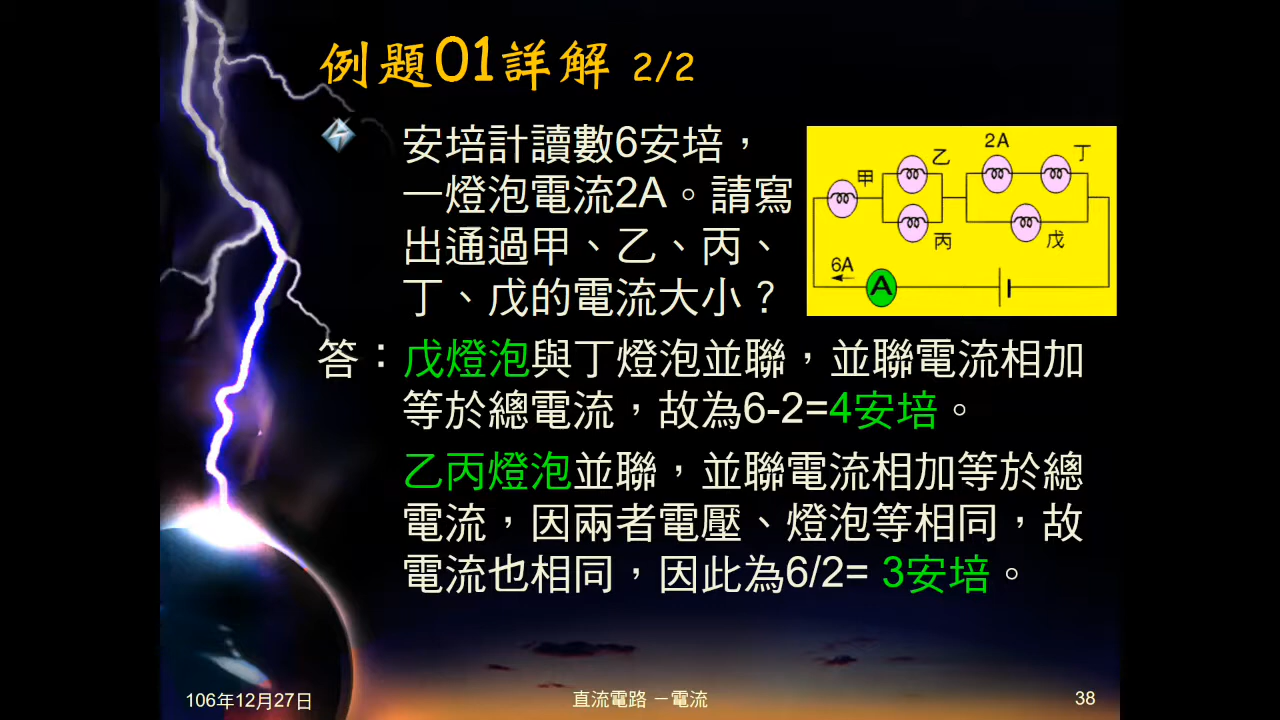 例題01詳解 2/2
安培計讀數6安培，
一燈泡電流2A。請寫
出通過甲、乙、丙、
丁、戊的電流大小？
2A
丁
乙
甲
丙
戊
6A
A
答：戊燈泡與丁燈泡並聯，並聯電流相加
等於總電流，故為6-2=4安培。
乙丙燈泡並聯，並聯電流相加等於總
電流，因兩者電壓、燈泡等相同，故
電流也相同，因此為6/2= 3安培。
106年12月27日
直流電路 －電流
38